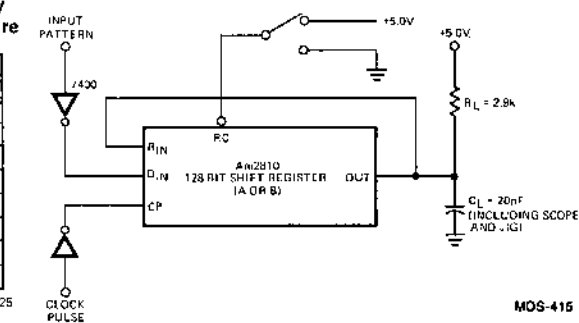 y
re
INPUT
PATTERN
7400
+5.0V
+5.0V
RL = 2.9k
RC
RIN
DIN
CP
Am2810
128 BIT SHIFT REGISTER
(A OR B)
OUT
CL = 20pF
(INCLUDING SCOPE
AND JIG)
25
CLOCK
PULSE
MOS-415